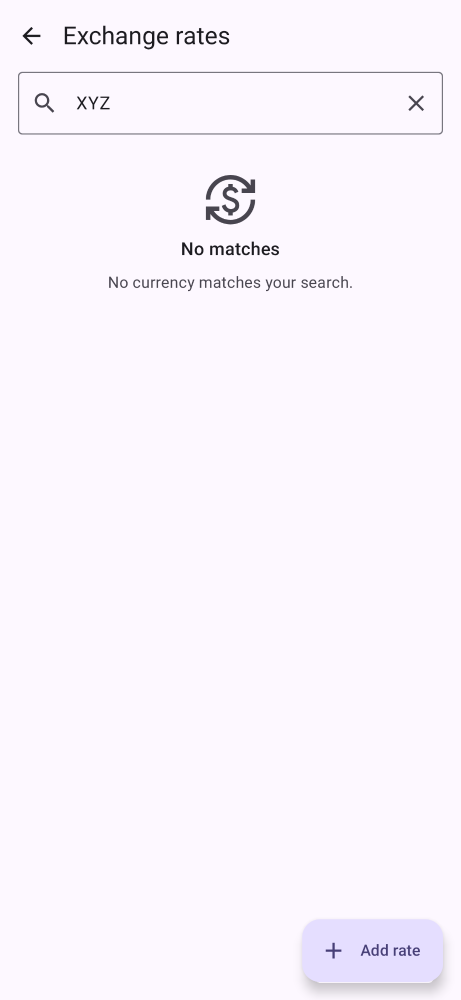 Exchange rates
XYZ
No matches
No currency matches your search.
Add rate